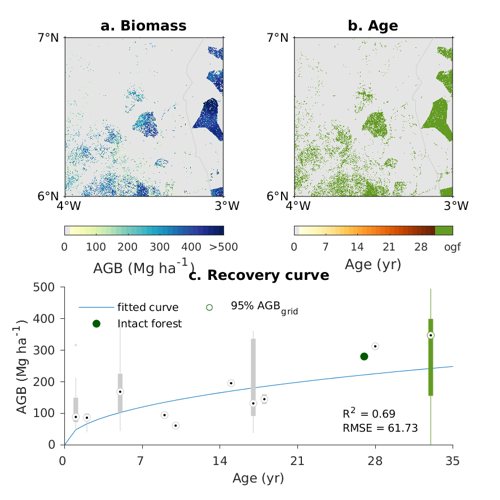 a. Biomass
b. Age
7°N
7°N
6°N
6°N
4°W 3°W
4°W 3°W
0 100 200 300 400 >500
0 7 14 21 28 ogf
AGB (Mg ha⁻¹)
Age (yr)
c. Recovery curve
500
400
300
200
100
0
AGB (Mg ha⁻¹)
fitted curve
95% AGB_grid
Intact forest
R² = 0.69
RMSE = 61.73
0 7 14 21 28 35
Age (yr)